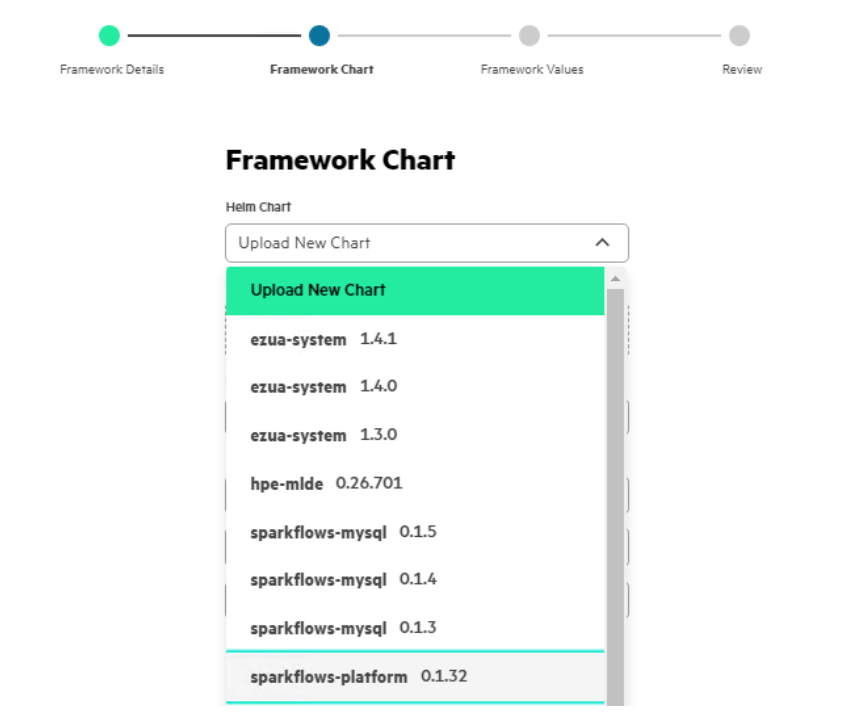 Framework Details
Framework Chart
Framework Values
Review
Framework Chart
Helm Chart
Upload New Chart
Upload New Chart
ezua-system 1.4.1
ezua-system 1.4.0
ezua-system 1.3.0
hpe-mlde 0.26.701
sparkflows-mysql 0.1.5
sparkflows-mysql 0.1.4
sparkflows-mysql 0.1.3
sparkflows-platform 0.1.32